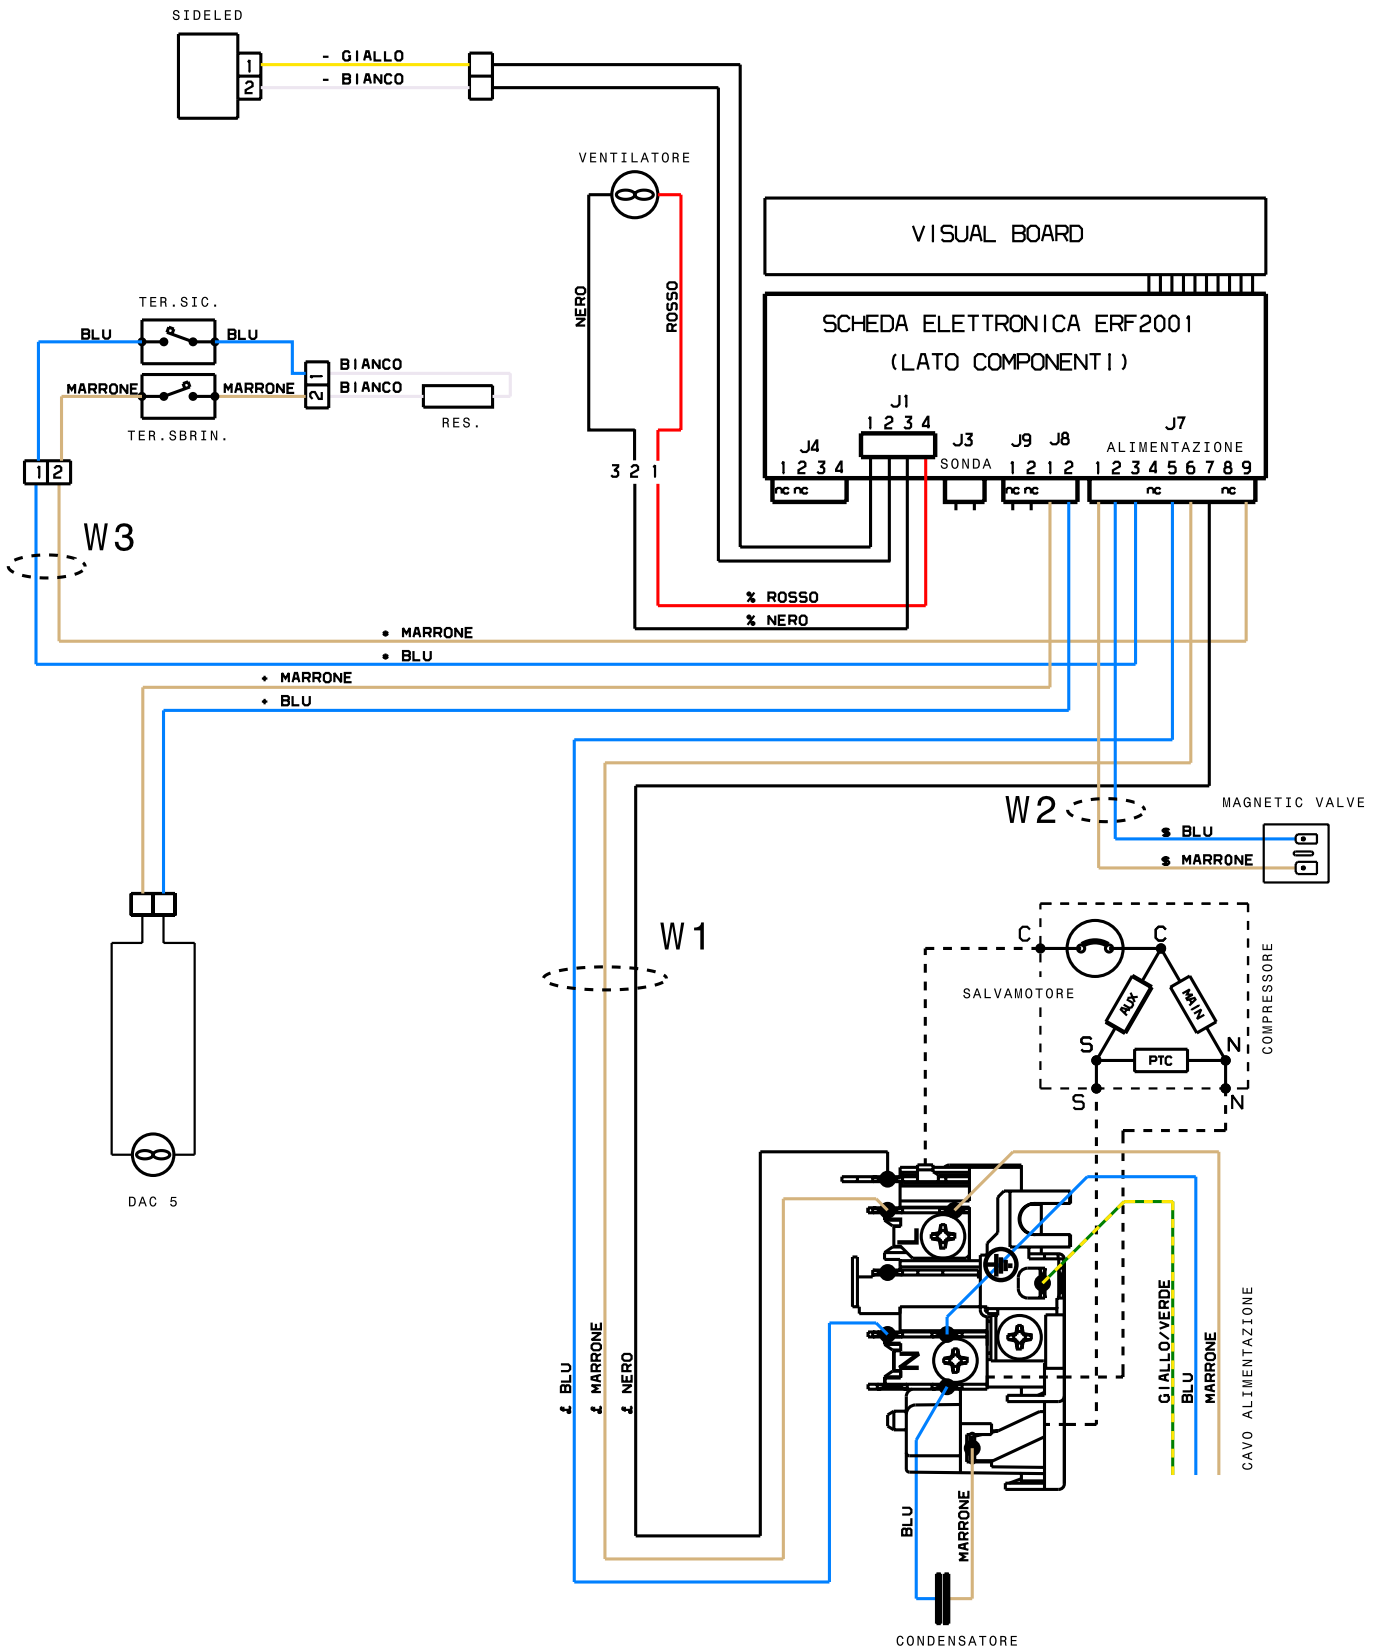 SIDELED
1
- GIALLO
2
- BIANCO
VENTILATORE
NERO
ROSSO
VISUAL BOARD
SCHEDA ELETTRONICA ERF2001
(LATO COMPONENTI)
J1
1 2 3 4
J4
1 2 3 4
nc nc
J3
SONDA
J9
1 2
nc nc
J8
1 2
J7
ALIMENTAZIONE
1 2 3 4 5 6 7 8 9
nc
nc
3 2 1
TER.SIC.
BLU
BLU
MARRONE
MARRONE
TER.SBRIN.
1
2
BIANCO
BIANCO
RES.
1 2
W3
% ROSSO
% NERO
* MARRONE
* BLU
♦ MARRONE
♦ BLU
W2
MAGNETIC VALVE
$ BLU
$ MARRONE
W1
C
C
SALVAMOTORE
AUX
MAIN
S
N
PTC
S
N
COMPRESSORE
DAC 5
L
N
£ BLU
£ MARRONE
£ NERO
GIALLO/VERDE
BLU
MARRONE
CAVO ALIMENTAZIONE
BLU
MARRONE
CONDENSATORE